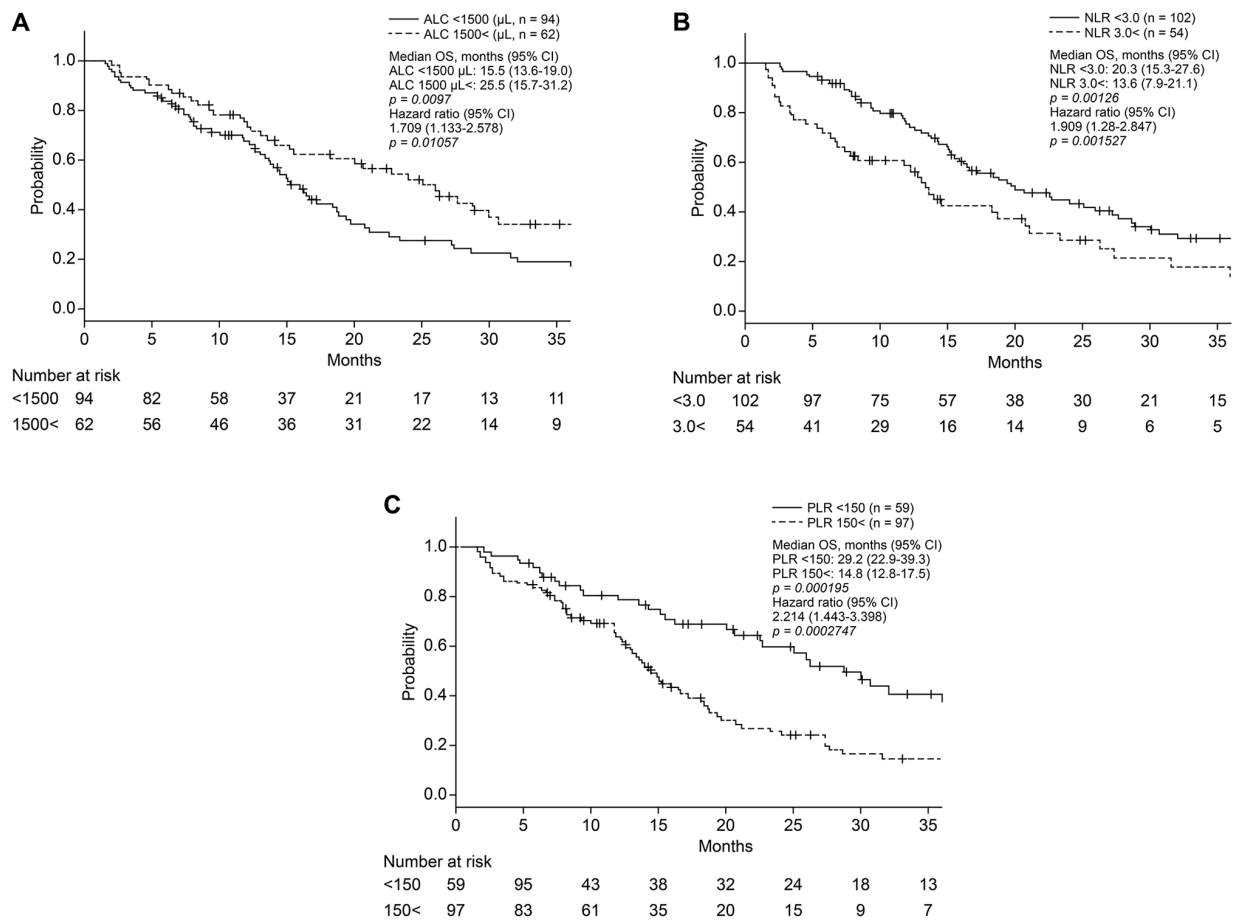 A
ALC <1500 (µL, n = 94)
ALC 1500< (µL, n = 62)
Median OS, months (95% CI)
ALC <1500 µL: 15.5 (13.6-19.0)
ALC 1500 µL<: 25.5 (15.7-31.2)
p = 0.0097
Hazard ratio (95% CI)
1.709 (1.133-2.578)
p = 0.01057
1.0
0.8
0.6
0.4
0.2
0.0
Probability
0 5 10 15 20 25 30 35
Months
Number at risk
<1500 94 82 58 37 21 17 13 11
1500< 62 56 46 36 31 22 14 9
B
NLR <3.0 (n = 102)
NLR 3.0< (n = 54)
Median OS, months (95% CI)
NLR <3.0: 20.3 (15.3-27.6)
NLR 3.0<: 13.6 (7.9-21.1)
p = 0.00126
Hazard ratio (95% CI)
1.909 (1.28-2.847)
p = 0.001527
1.0
0.8
0.6
0.4
0.2
0.0
Probability
0 5 10 15 20 25 30 35
Months
Number at risk
<3.0 102 97 75 57 38 30 21 15
3.0< 54 41 29 16 14 9 6 5
C
PLR <150 (n = 59)
PLR 150< (n = 97)
Median OS, months (95% CI)
PLR <150: 29.2 (22.9-39.3)
PLR 150<: 14.8 (12.8-17.5)
p = 0.000195
Hazard ratio (95% CI)
2.214 (1.443-3.398)
p = 0.0002747
1.0
0.8
0.6
0.4
0.2
0.0
Probability
0 5 10 15 20 25 30 35
Months
Number at risk
<150 59 95 43 38 32 24 18 13
150< 97 83 61 35 20 15 9 7